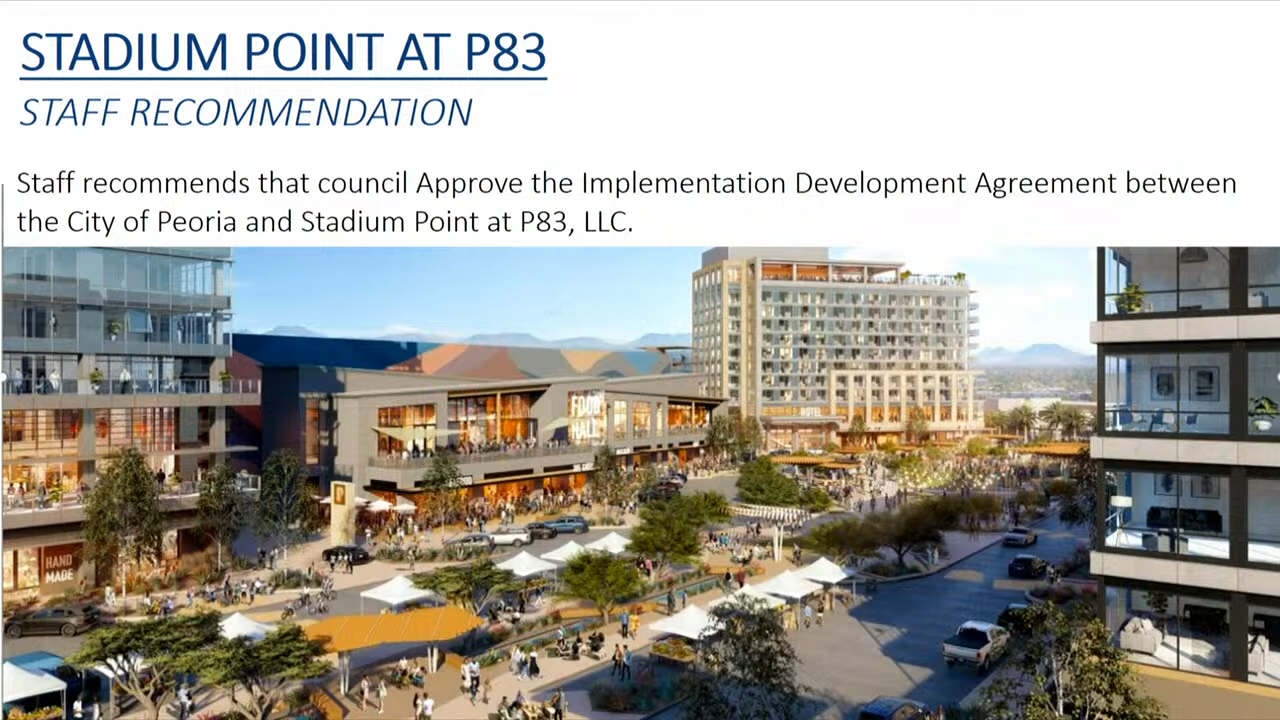 STADIUM POINT AT P83
STAFF RECOMMENDATION
Staff recommends that council Approve the Implementation Development Agreement between
the City of Peoria and Stadium Point at P83, LLC.
FOOD
HALL
HOTEL
HAND
MADE